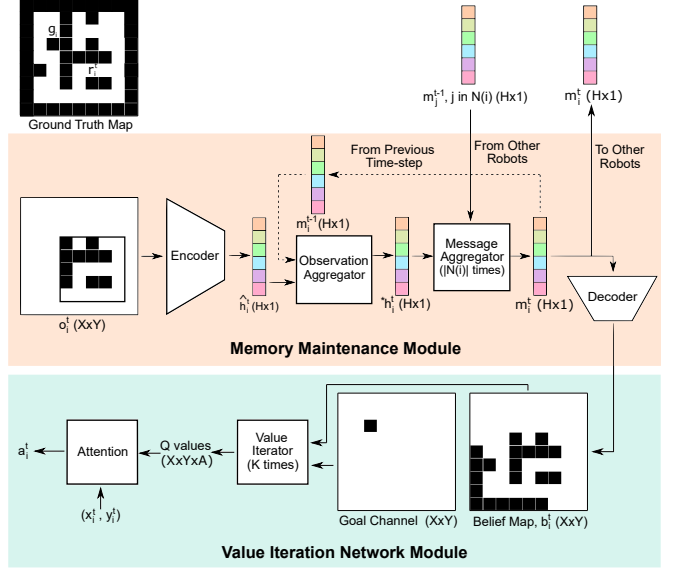 g_i
r_i^t
Ground Truth Map
m_j^{t-1}, j in N(i) (Hx1)
m_i^t (Hx1)
From Previous
Time-step
From Other
Robots
To Other
Robots
m_i^{t-1}(Hx1)
Encoder
Observation
Aggregator
Message
Aggregator
(|N(i)| times)
ĥ_i^t (Hx1)
*h_i^t (Hx1)
m_i^t (Hx1)
Decoder
o_i^t (XxY)
Memory Maintenance Module
a_i^t
Attention
Q values
(XxYxA)
Value
Iterator
(K times)
(x_i^t, y_i^t)
Goal Channel (XxY)
Belief Map, b_i^t (XxY)
Value Iteration Network Module